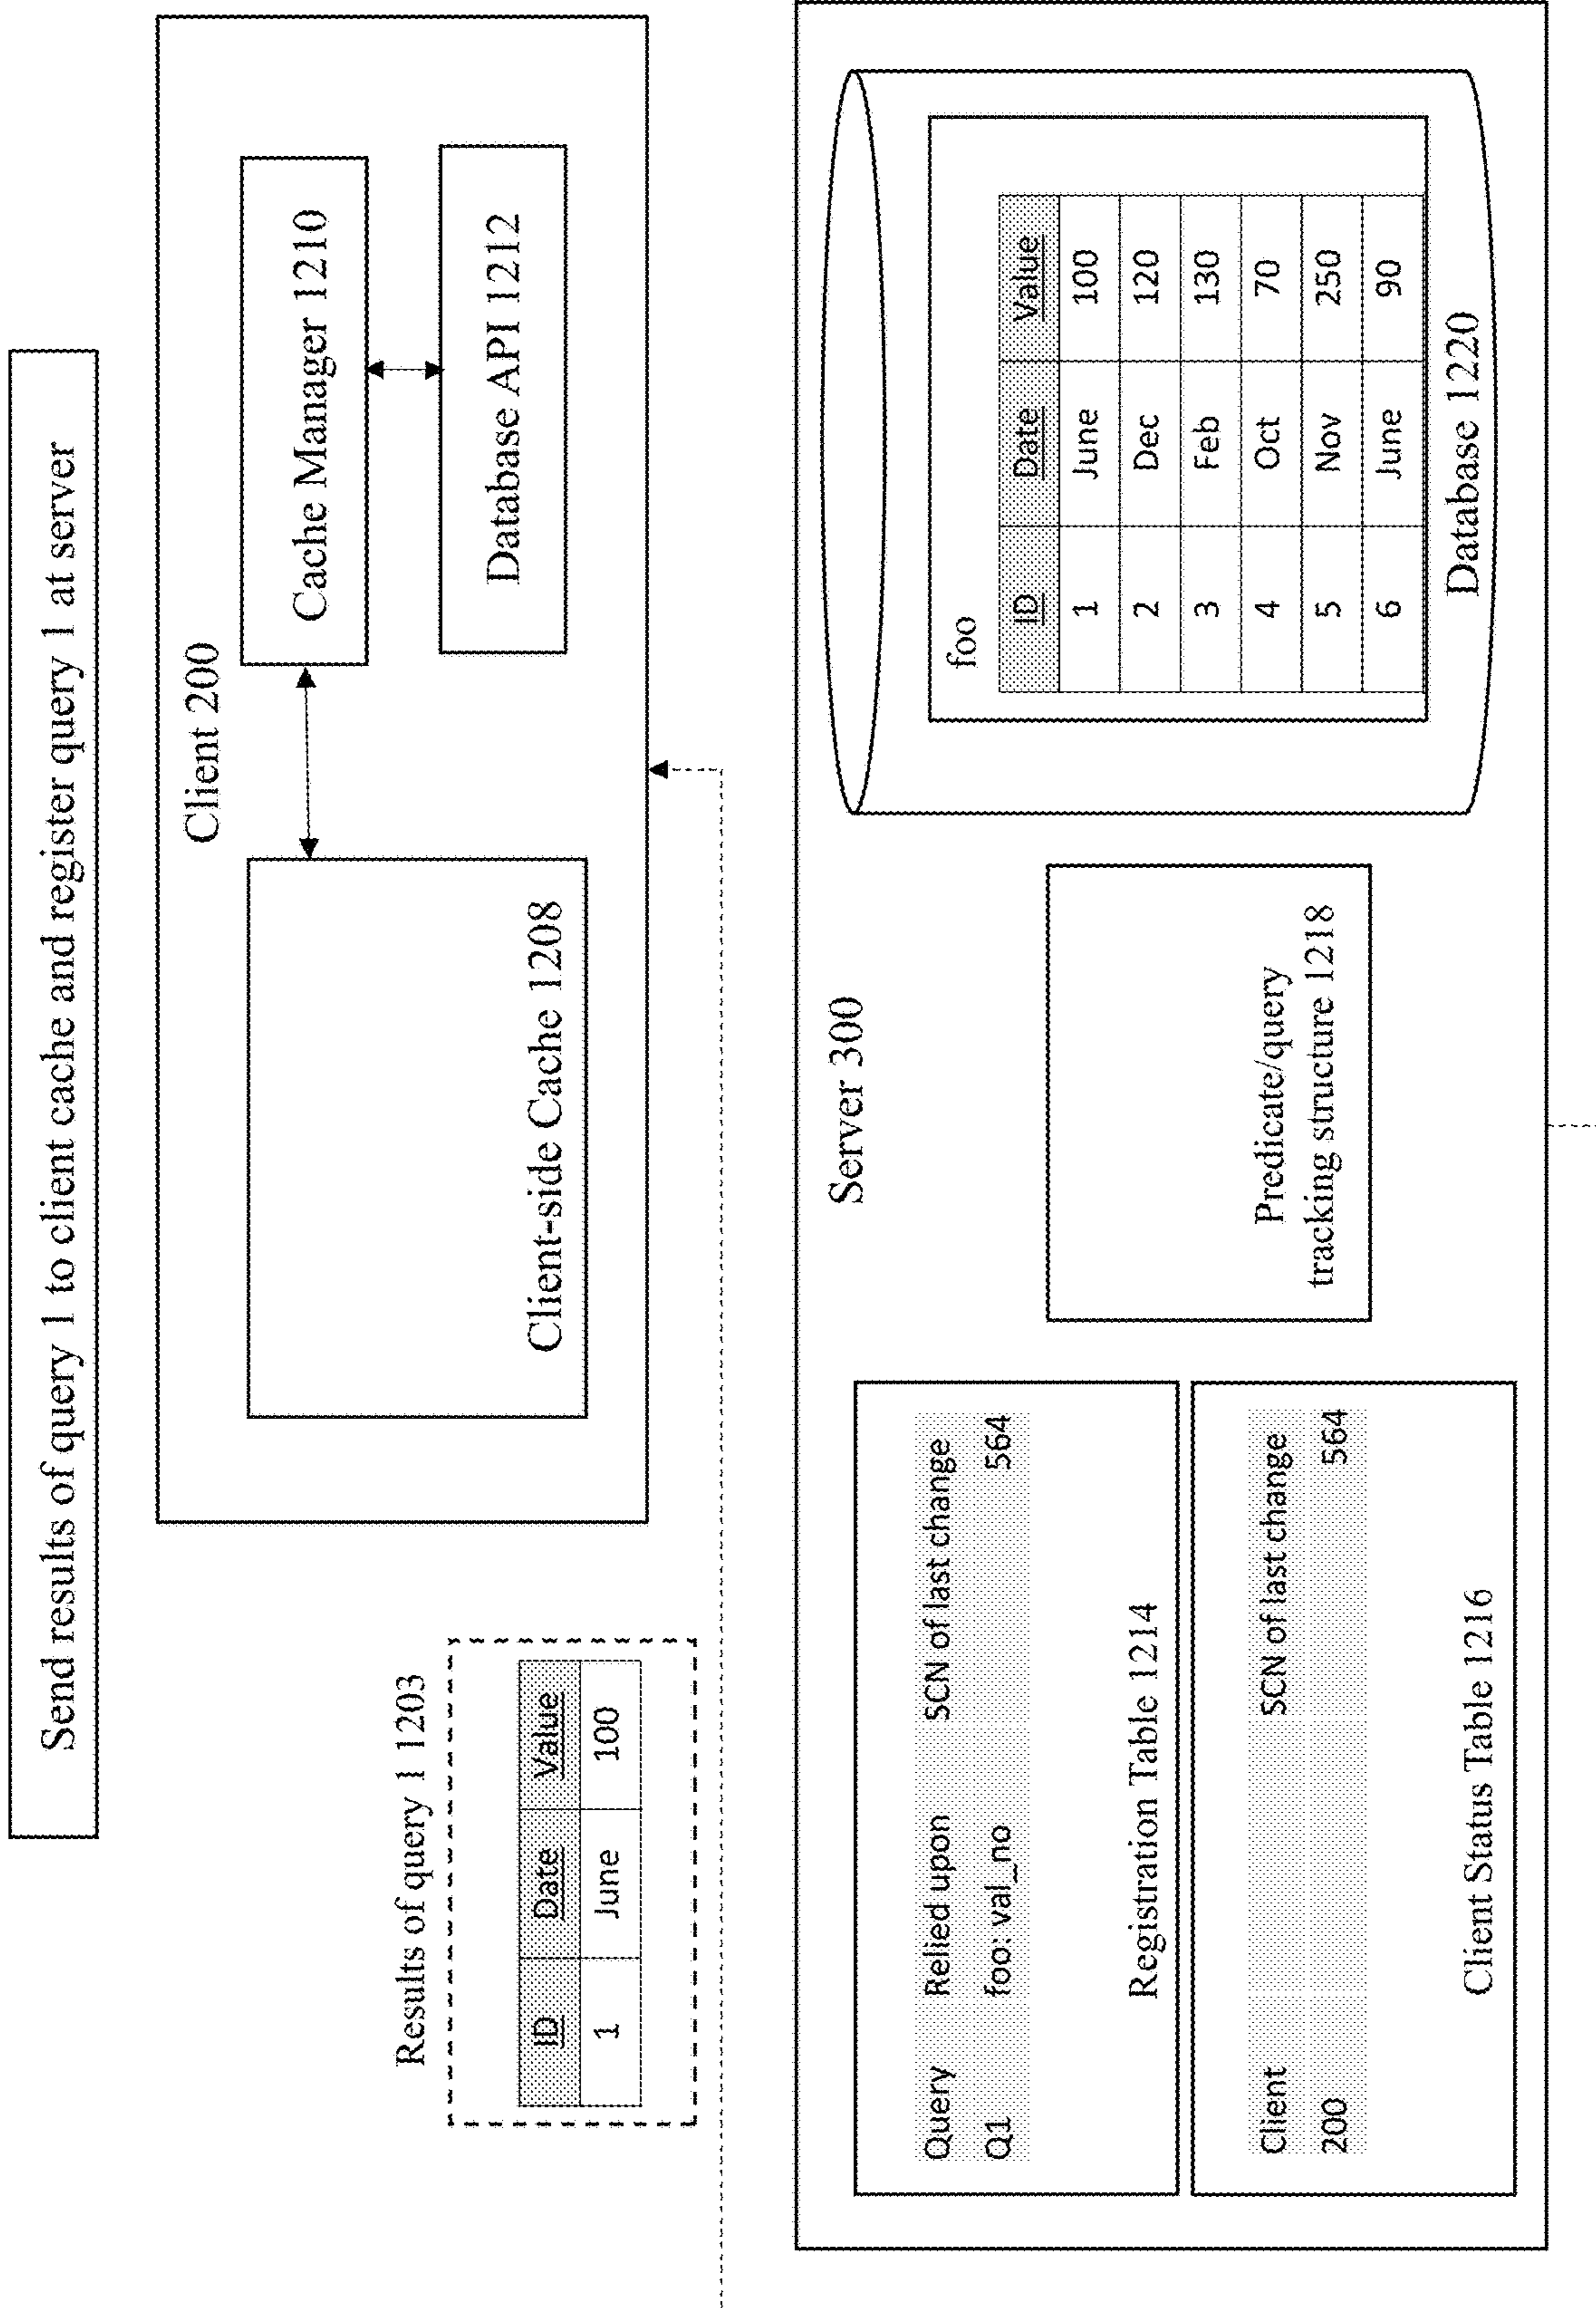 Send results of query 1 to client cache and register query 1 at server
Client 200
Cache Manager 1210
Database API 1212
Client-side Cache 1208
Results of query 1 1203
ID Date Value
1 June 100
Server 300
Query Relied upon SCN of last change
Q1 foo: val_no 564
Registration Table 1214
Client SCN of last change
200 564
Client Status Table 1216
Predicate/query
tracking structure 1218
foo
ID Date Value
1 June 100
2 Dec 120
3 Feb 130
4 Oct 70
5 Nov 250
6 June 90
Database 1220